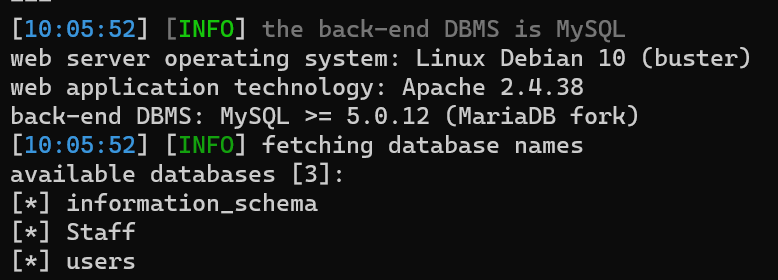 [10:05:52] [INFO] the back-end DBMS is MySQL
web server operating system: Linux Debian 10 (buster)
web application technology: Apache 2.4.38
back-end DBMS: MySQL >= 5.0.12 (MariaDB fork)
[10:05:52] [INFO] fetching database names
available databases [3]:
[*] information_schema
[*] Staff
[*] users